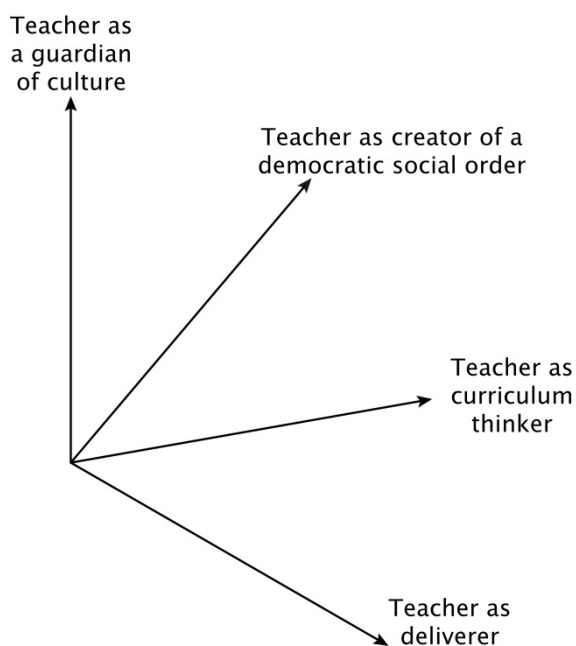 Teacher as
a guardian
of culture
Teacher as creator of a
democratic social order
Teacher as
curriculum
thinker
Teacher as
deliverer